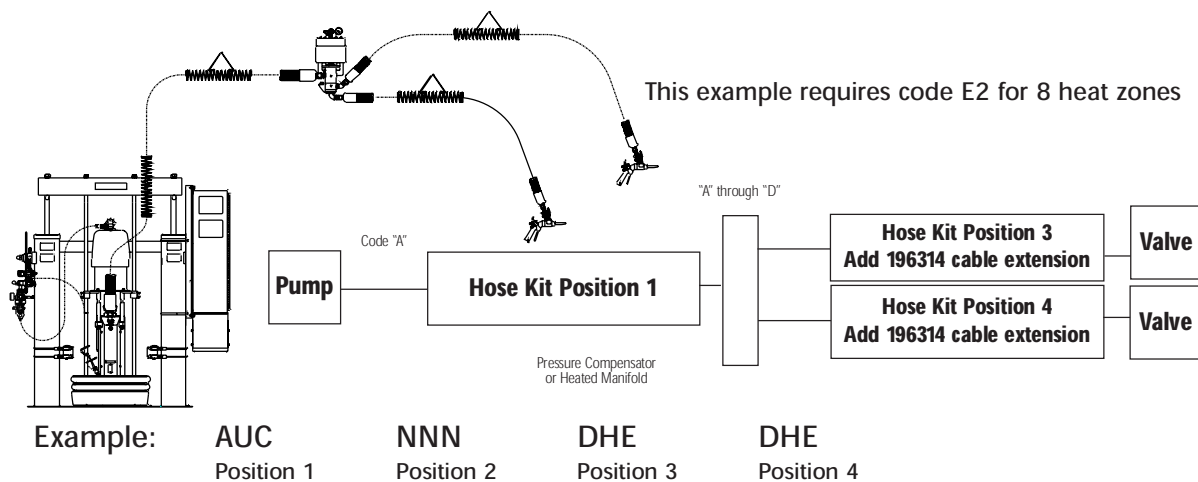 This example requires code E2 for 8 heat zones
"A" through "D"
Code "A"
Pump
Hose Kit Position 1
Hose Kit Position 3
Add 196314 cable extension
Valve
Hose Kit Position 4
Add 196314 cable extension
Valve
Pressure Compensator
or Heated Manifold
Example: AUC NNN DHE DHE
Position 1 Position 2 Position 3 Position 4